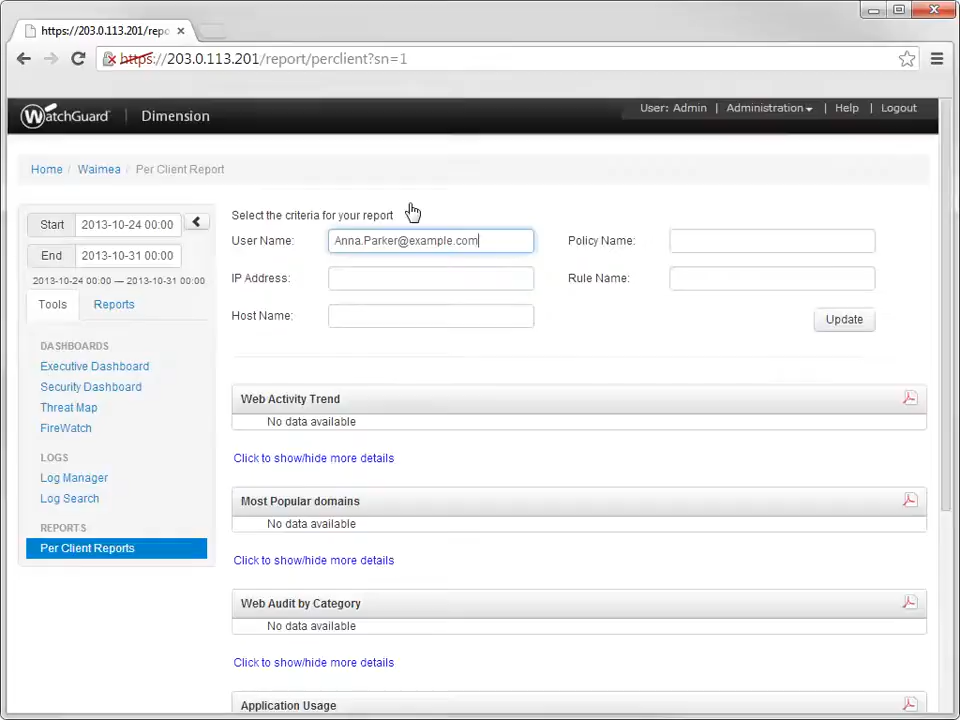 https://203.0.113.201/repo
https://203.0.113.201/report/perclient?sn=1
WatchGuard | Dimension
User: Admin | Administration | Help | Logout
Home / Waimea / Per Client Report
Start 2013-10-24 00:00
End 2013-10-31 00:00
2013-10-24 00:00 — 2013-10-31 00:00
Tools Reports
DASHBOARDS
Executive Dashboard
Security Dashboard
Threat Map
FireWatch
LOGS
Log Manager
Log Search
REPORTS
Per Client Reports
Select the criteria for your report
User Name: Anna.Parker@example.com Policy Name:
IP Address: Rule Name:
Host Name: Update
Web Activity Trend
No data available
Click to show/hide more details
Most Popular domains
No data available
Click to show/hide more details
Web Audit by Category
No data available
Click to show/hide more details
Application Usage